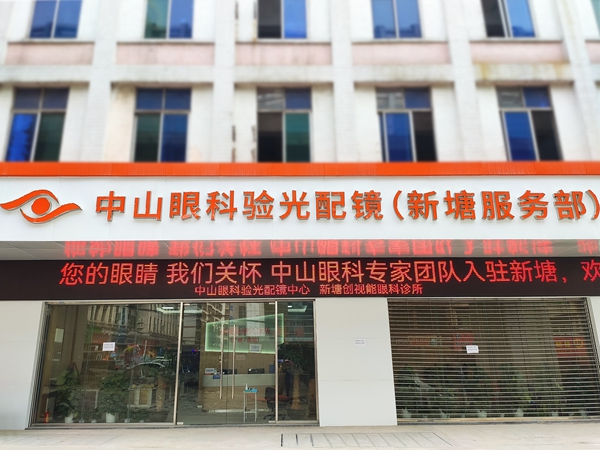 中山眼科验光配镜(新塘服务部)
您的眼睛 我们关怀 中山眼科专家团队入驻新塘，欢
中山眼科验光配镜中心 新塘创视能眼科诊所